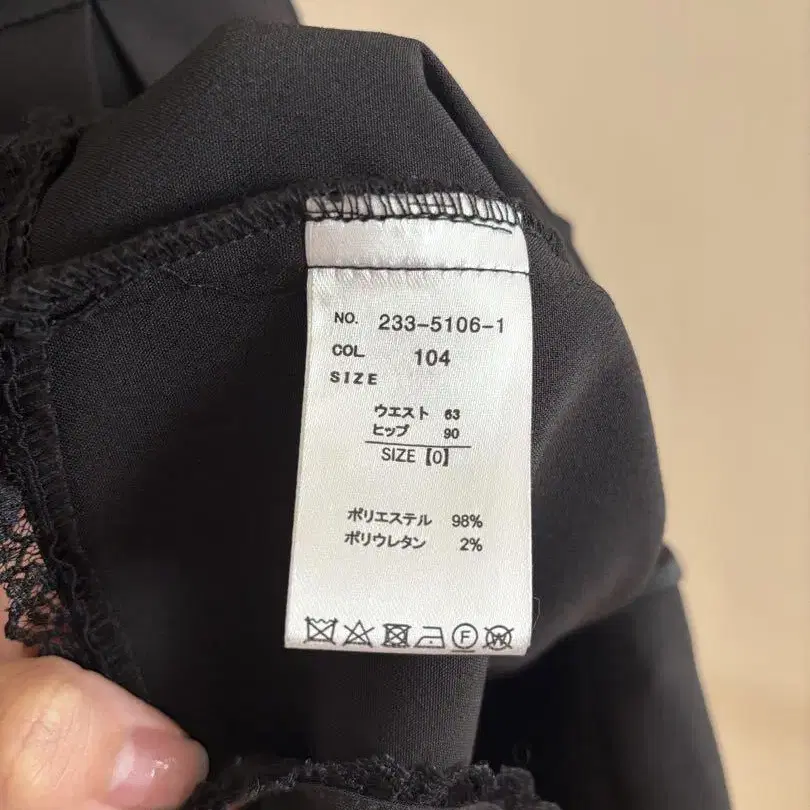 NO. 233-5106-1
COL 104
SIZE
ウエスト 63
ヒップ 90
SIZE【0】
ポリエステル 98%
ポリウレタン 2%
F W